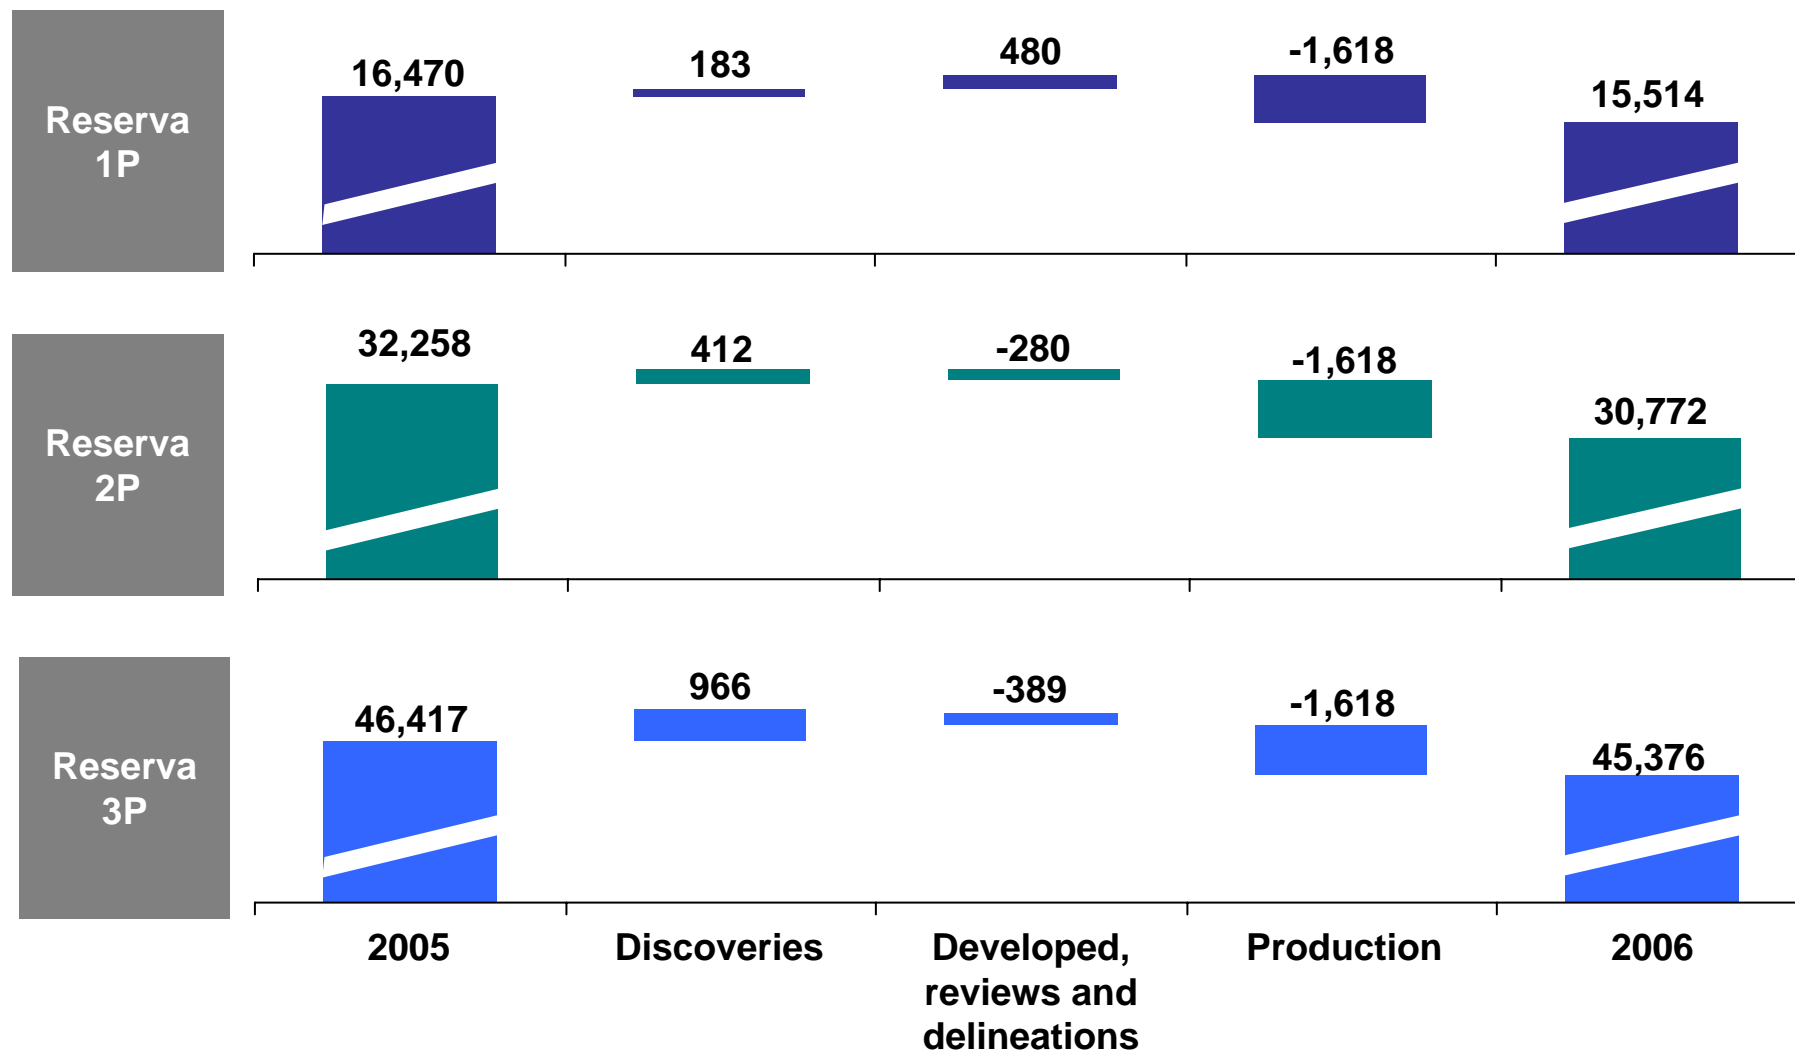 Reserva
1P
16,470
183
480
-1,618
15,514
Reserva
2P
32,258
412
-280
-1,618
30,772
Reserva
3P
46,417
966
-389
-1,618
45,376
2005
Discoveries
Developed,
reviews and
delineations
Production
2006